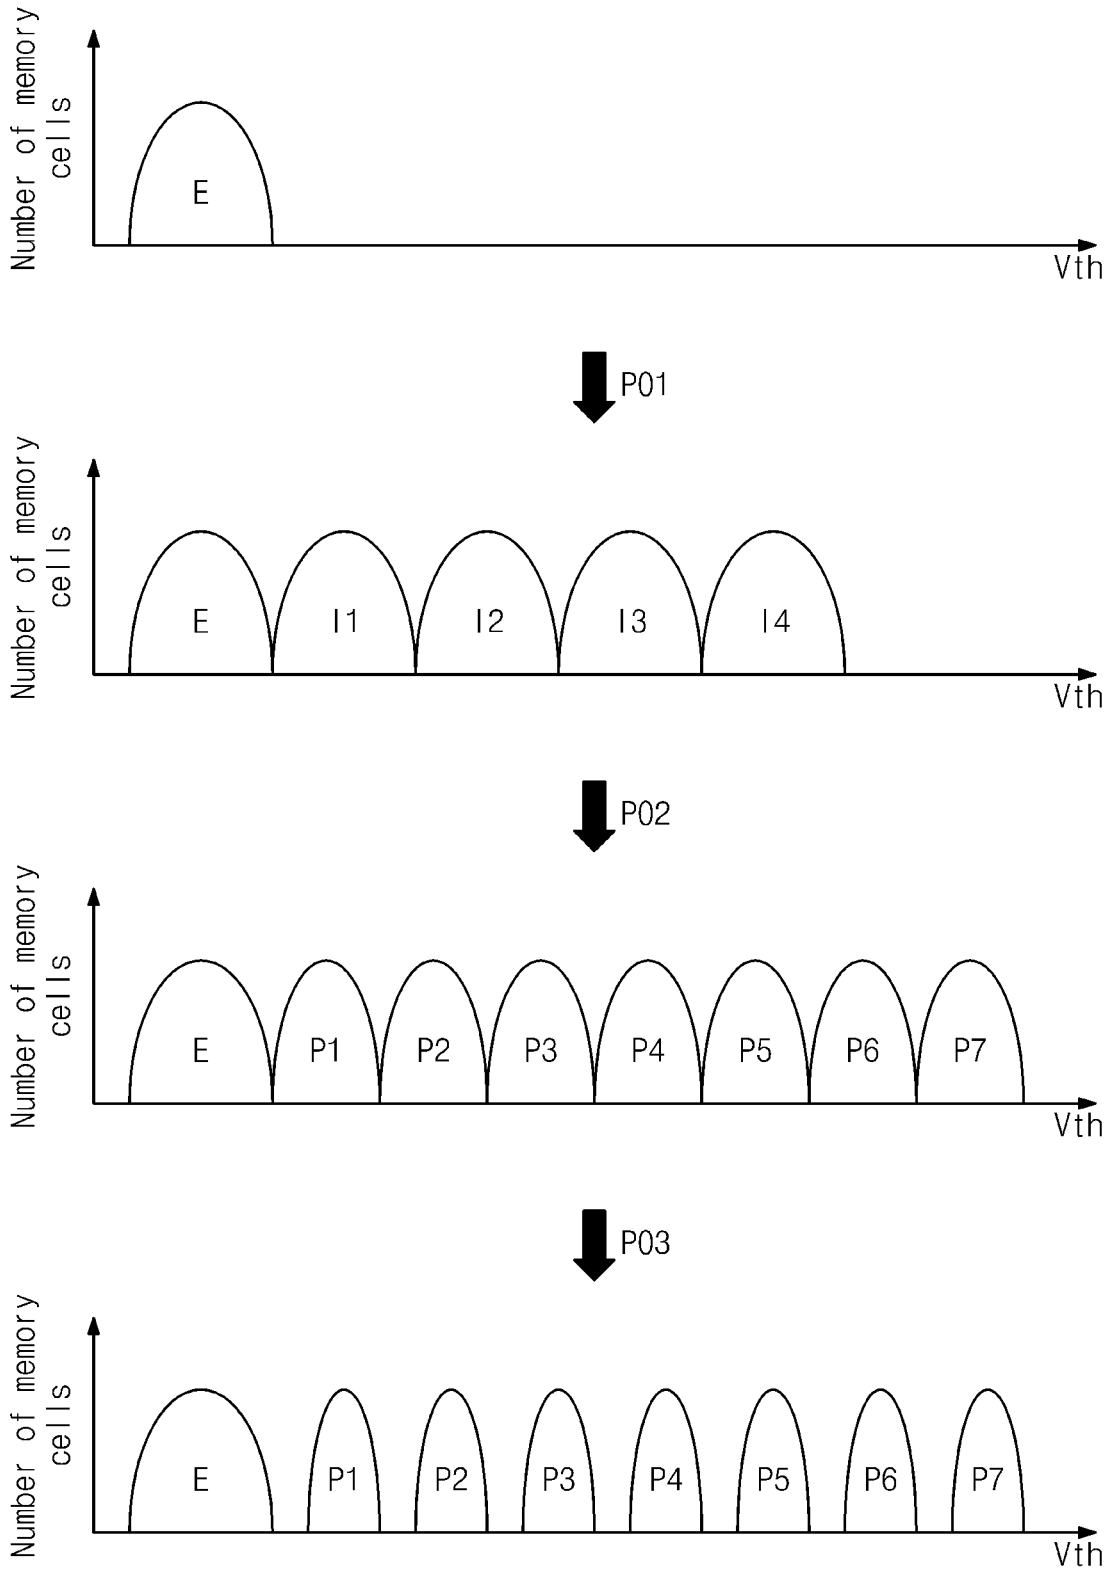 Number of memory
cells
E
Vth
P01
Number of memory
cells
E I1 I2 I3 I4
Vth
P02
Number of memory
cells
E P1 P2 P3 P4 P5 P6 P7
Vth
P03
Number of memory
cells
E P1 P2 P3 P4 P5 P6 P7
Vth